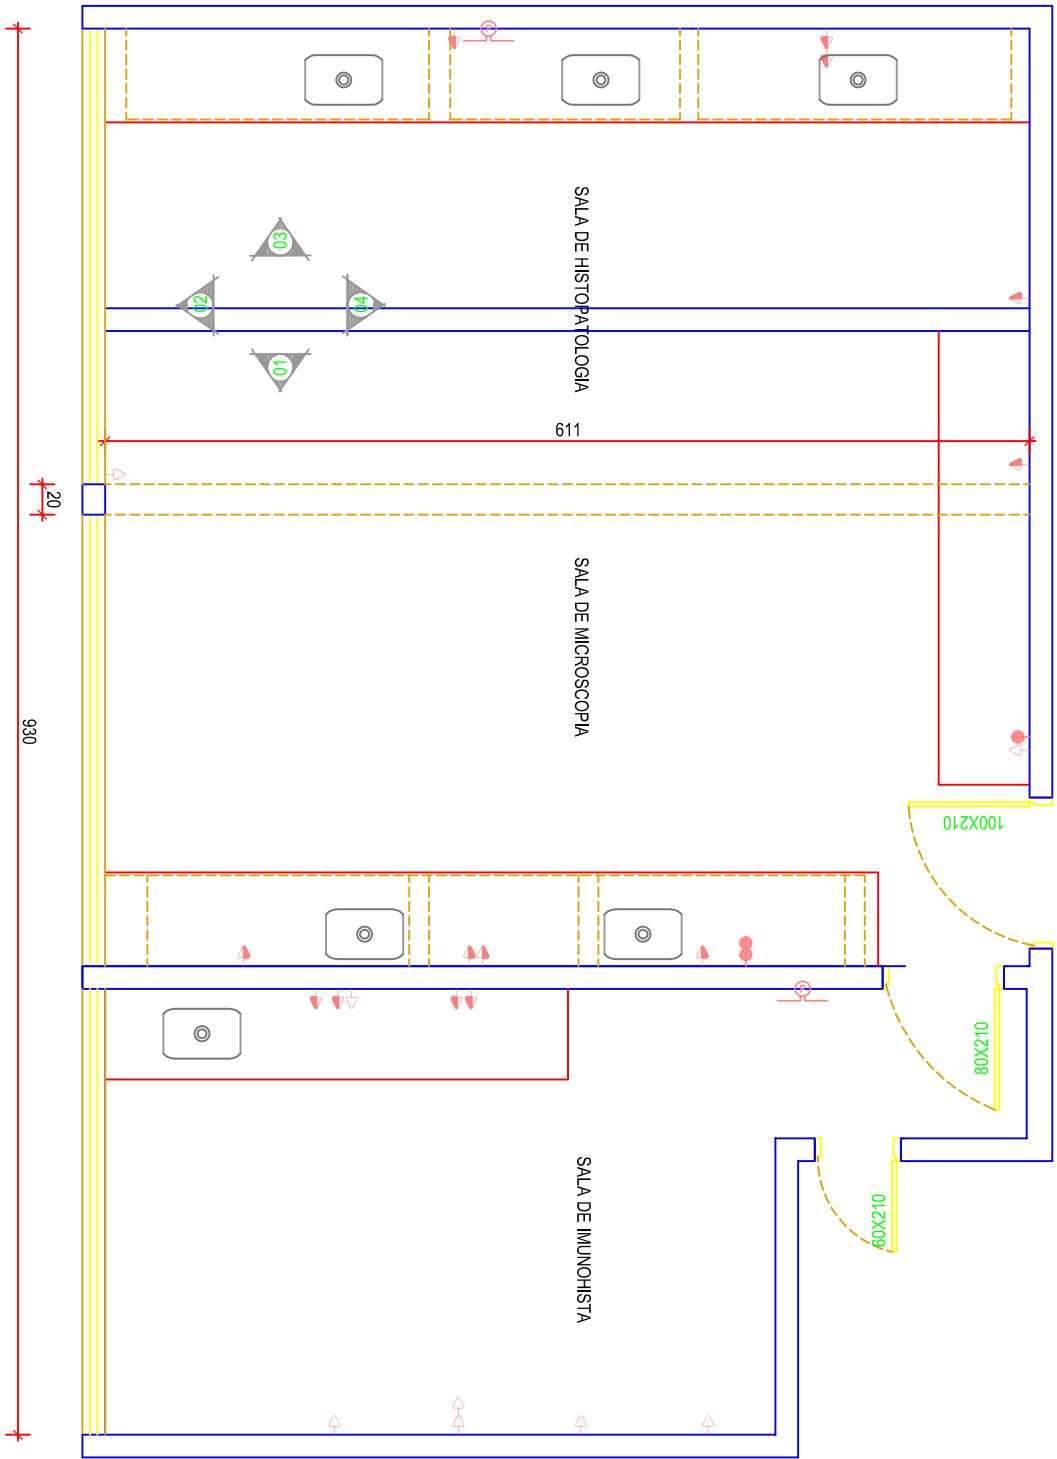 P
SALA DE HISTOPATOLOGIA
03
02
04
01
611
20
SALA DE MICROSCOPIA
930
100X210
P
80X210
SALA DE IMUNOHISTA
60X210